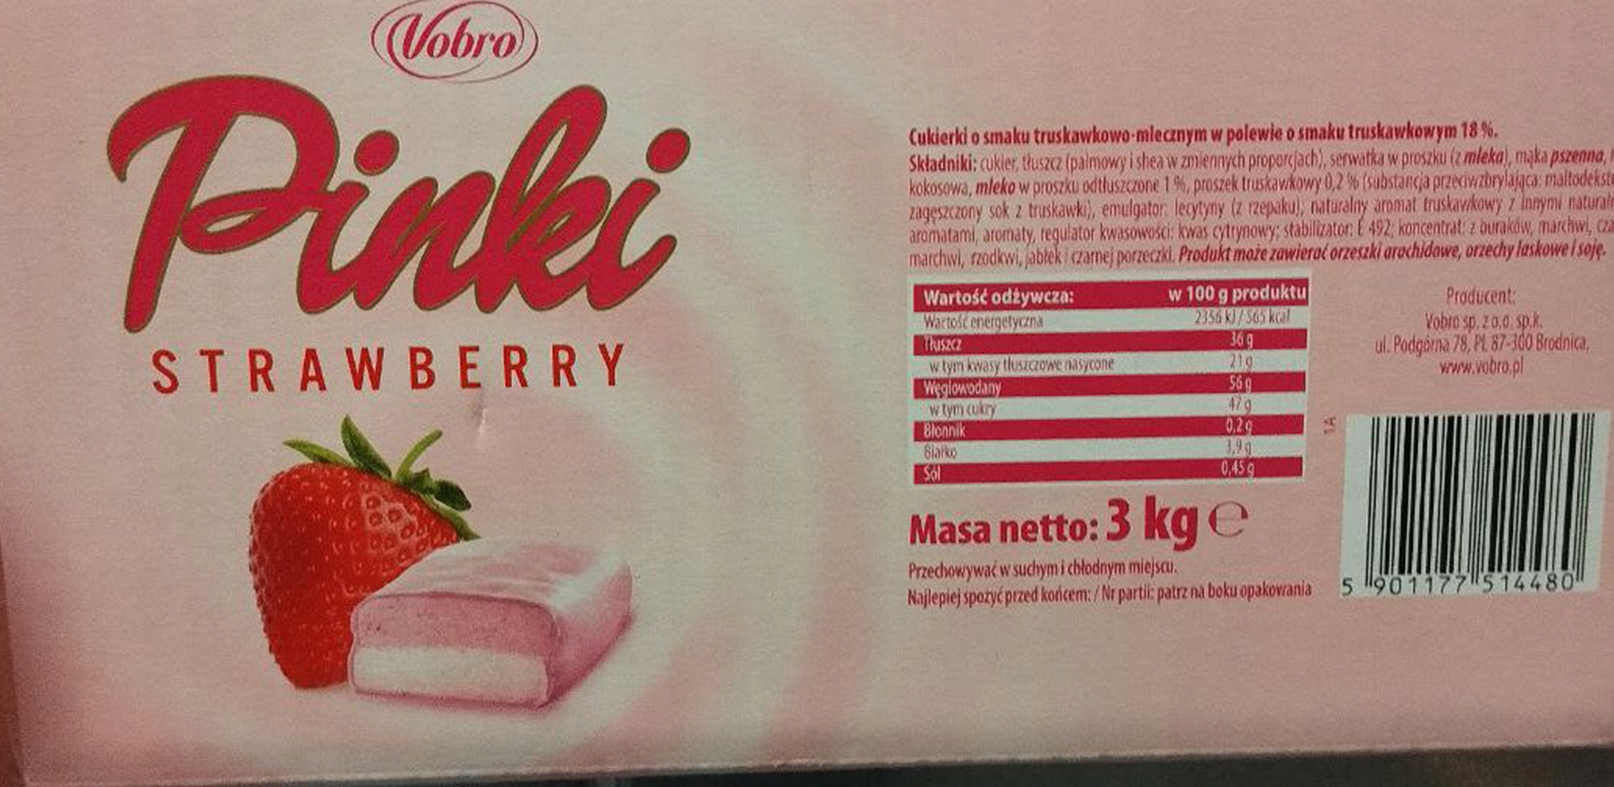 Vobro
Pinki
STRAWBERRY
Cukierki o smaku truskawkowo-mlecznym w polewie o smaku truskawkowym 18 %.
Składniki: cukier, tłuszcz (palmowy i shea w zmiennych proporcjach), serwatka w proszku (z mleka), mąka pszenna,
kokosowa, mleko w proszku odtłuszczone 1 %, proszek truskawkowy 0,2 % (substancja przeciwzbrylająca:
zagęszczony sok z truskawki), emulgator: lecytyny (z rzepaku), naturalny aromat truskawkowy z innymi
aromatami, aromaty, regulator kwasowości: kwas cytrynowy; stabilizator: E 492; koncentrat: z buraków, marchwi,
marchwi, rzodkwi, jabłek i czarnej porzeczki. Produkt może zawierać orzeszki arachidowe, orzechy laskowe i soję.
Wartość odżywcza: w 100 g produktu
Wartość energetyczna 2356 kJ / 565 kcal
Tłuszcz 36 g
w tym kwasy tłuszczowe nasycone 21 g
Węglowodany 56 g
w tym cukry 47 g
Błonnik 0,2 g
Białko 3,9 g
Sól 0,45 g
Masa netto: 3 kg ℮
Przechowywać w suchym i chłodnym miejscu.
Najlepiej spożyć przed końcem: / Nr partii: patrz na boku opakowania
Producent:
Vobro sp. z o.o. sp.k.
ul. Podgórna 78, PL 87-300 Brodnica,
www.vobro.pl
1A
5 901177 514480